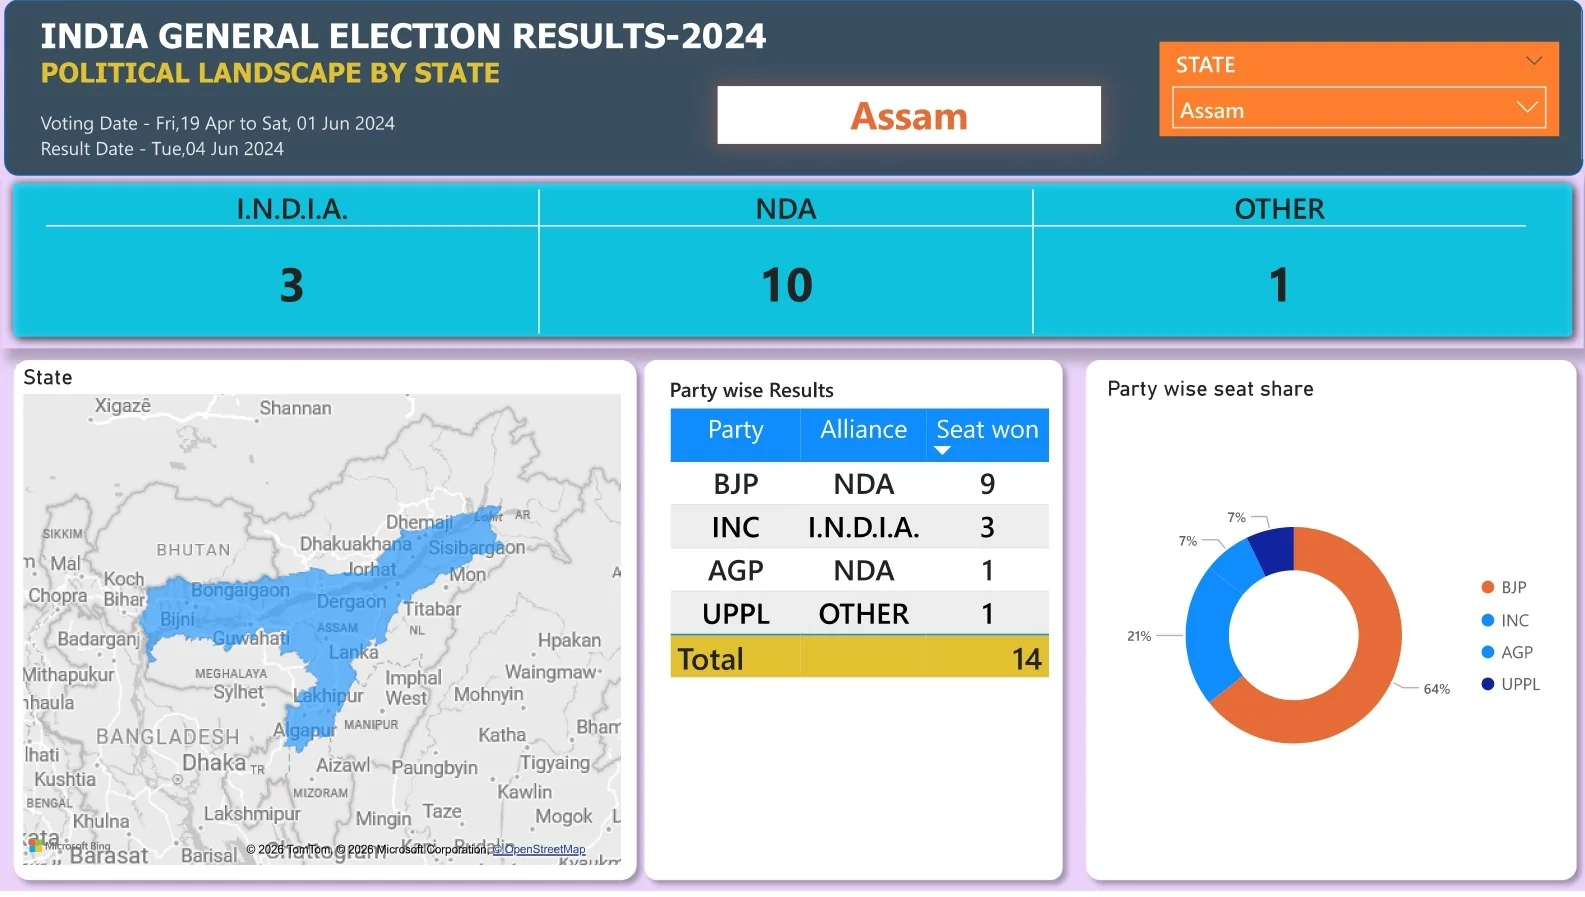 INDIA GENERAL ELECTION RESULTS-2024
POLITICAL LANDSCAPE BY STATE
Voting Date - Fri,19 Apr to Sat, 01 Jun 2024
Result Date - Tue,04 Jun 2024
Assam
STATE
Assam
I.N.D.I.A. NDA OTHER
3 10 1
State
Xigazê
Shannan
Dhemaji Lohit AR
SIKKIM
BHUTAN
Dhakuakhana
Sisibargaon
Mal
Jorhat
Mon
Koch
Bihar
Chopra
Bongaigaon
Dergaon
Titabar
Bijni
ASSAM
NL
Badarganj
Guwahati
Lanka
Hpakan
Mithapukur
MEGHALAYA
Sylhet
Imphal
West
Waingmaw
Lakhipur
Mohnyin
MANIPUR
Algapur
BANGLADESH
Katha
Bham
Dhaka
TR
Aizawl
Paungbyin
Tigyaing
Kushtia
MIZORAM
Kawlin
BENGAL
Khulna
Lakshmipur
Mingin
Taze
Mogok
Microsoft Bing
Barasat
Barisal
© 2026 TomTom, © 2026 Microsoft Corporation, © OpenStreetMap
Party wise Results
Party Alliance Seat won
BJP NDA 9
INC I.N.D.I.A. 3
AGP NDA 1
UPPL OTHER 1
Total 14
Party wise seat share
7%
7%
21%
64%
BJP
INC
AGP
UPPL